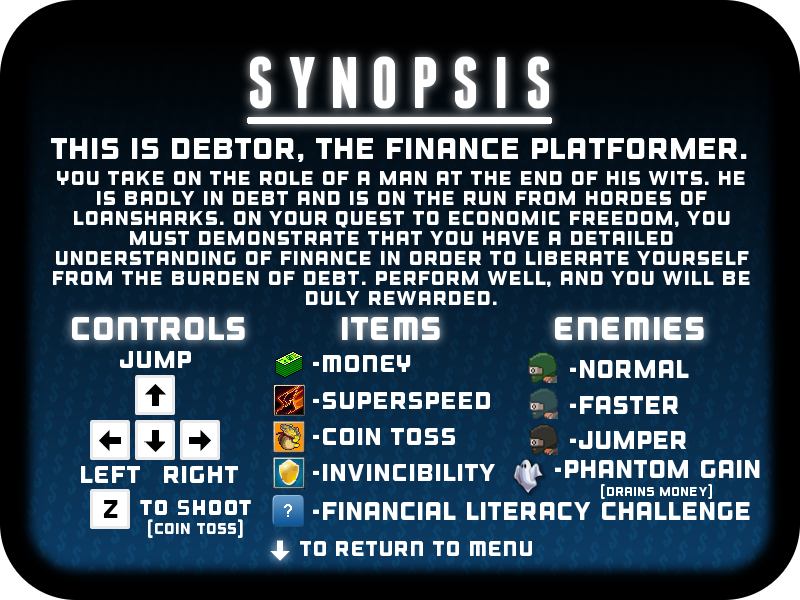 SYNOPSIS
THIS IS DEBTOR, THE FINANCE PLATFORMER.
YOU TAKE ON THE ROLE OF A MAN AT THE END OF HIS WITS. HE
IS BADLY IN DEBT AND IS ON THE RUN FROM HORDES OF
LOANSHARKS. ON YOUR QUEST TO ECONOMIC FREEDOM, YOU
MUST DEMONSTRATE THAT YOU HAVE A DETAILED
UNDERSTANDING OF FINANCE IN ORDER TO LIBERATE YOURSELF
FROM THE BURDEN OF DEBT. PERFORM WELL, AND YOU WILL BE
DULY REWARDED.
CONTROLS
JUMP
LEFT RIGHT
Z TO SHOOT
[COIN TOSS]
ITEMS
-MONEY
-SUPERSPEED
-COIN TOSS
-INVINCIBILITY
? -FINANCIAL LITERACY CHALLENGE
ENEMIES
-NORMAL
-FASTER
-JUMPER
-PHANTOM GAIN
[DRAINS MONEY]
TO RETURN TO MENU